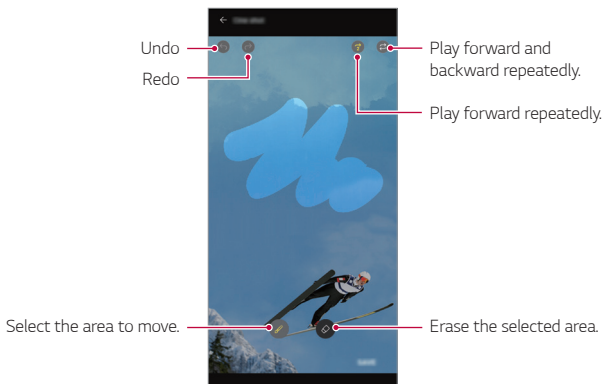 Undo
Redo
Play forward and
backward repeatedly.
Play forward repeatedly.
Select the area to move.
Erase the selected area.